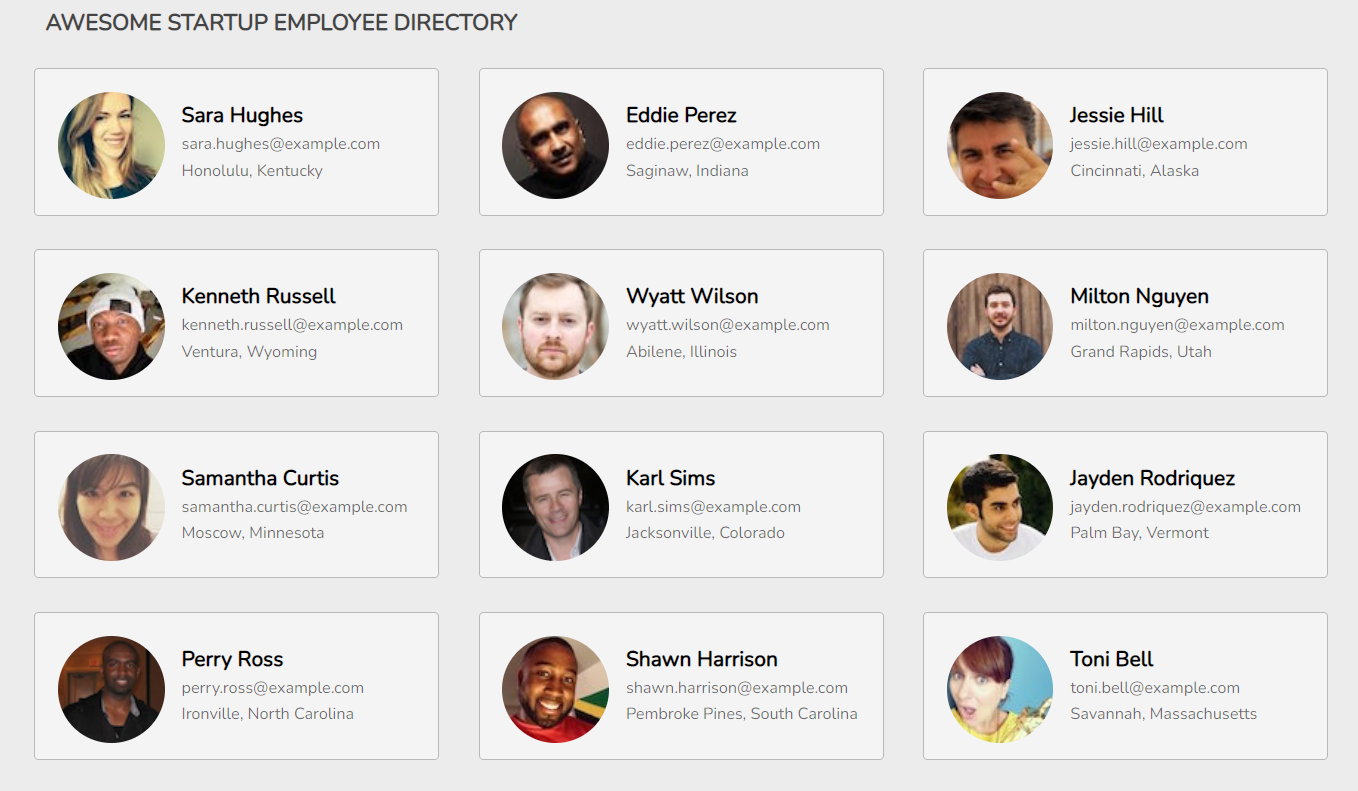 AWESOME STARTUP EMPLOYEE DIRECTORY
Sara Hughes
sara.hughes@example.com
Honolulu, Kentucky
Eddie Perez
eddie.perez@example.com
Saginaw, Indiana
Jessie Hill
jessie.hill@example.com
Cincinnati, Alaska
Kenneth Russell
kenneth.russell@example.com
Ventura, Wyoming
Wyatt Wilson
wyatt.wilson@example.com
Abilene, Illinois
Milton Nguyen
milton.nguyen@example.com
Grand Rapids, Utah
Samantha Curtis
samantha.curtis@example.com
Moscow, Minnesota
Karl Sims
karl.sims@example.com
Jacksonville, Colorado
Jayden Rodriquez
jayden.rodriquez@example.com
Palm Bay, Vermont
Perry Ross
perry.ross@example.com
Ironville, North Carolina
Shawn Harrison
shawn.harrison@example.com
Pembroke Pines, South Carolina
Toni Bell
toni.bell@example.com
Savannah, Massachusetts